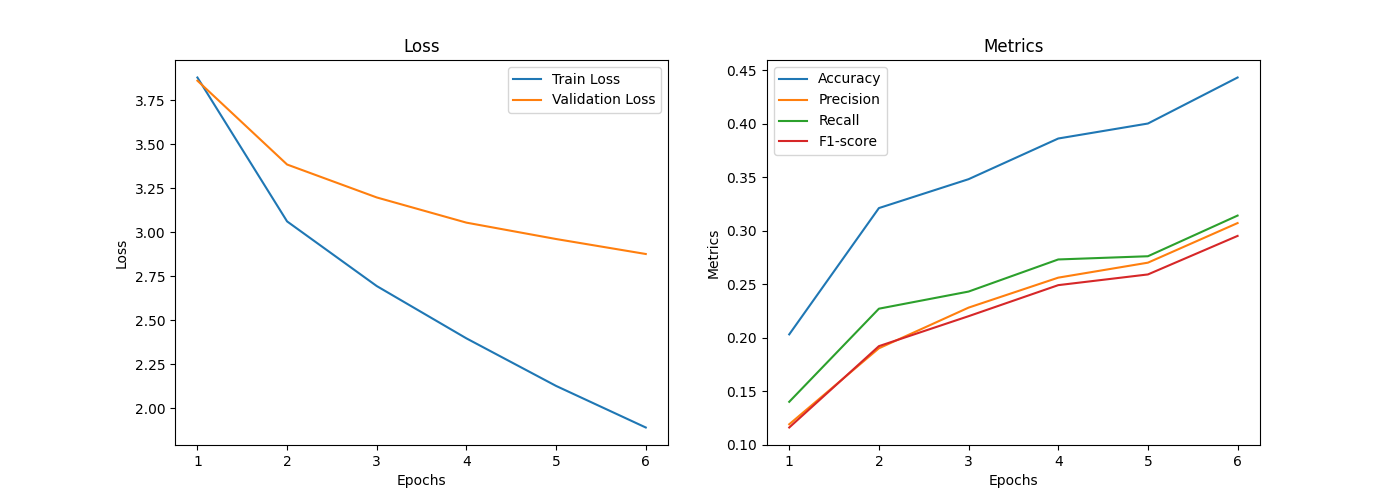 Loss
Train Loss
Validation Loss
3.75
3.50
3.25
3.00
2.75
2.50
2.25
2.00
Loss
1 2 3 4 5 6
Epochs
Metrics
Accuracy
Precision
Recall
F1-score
0.45
0.40
0.35
0.30
0.25
0.20
0.15
0.10
Metrics
1 2 3 4 5 6
Epochs